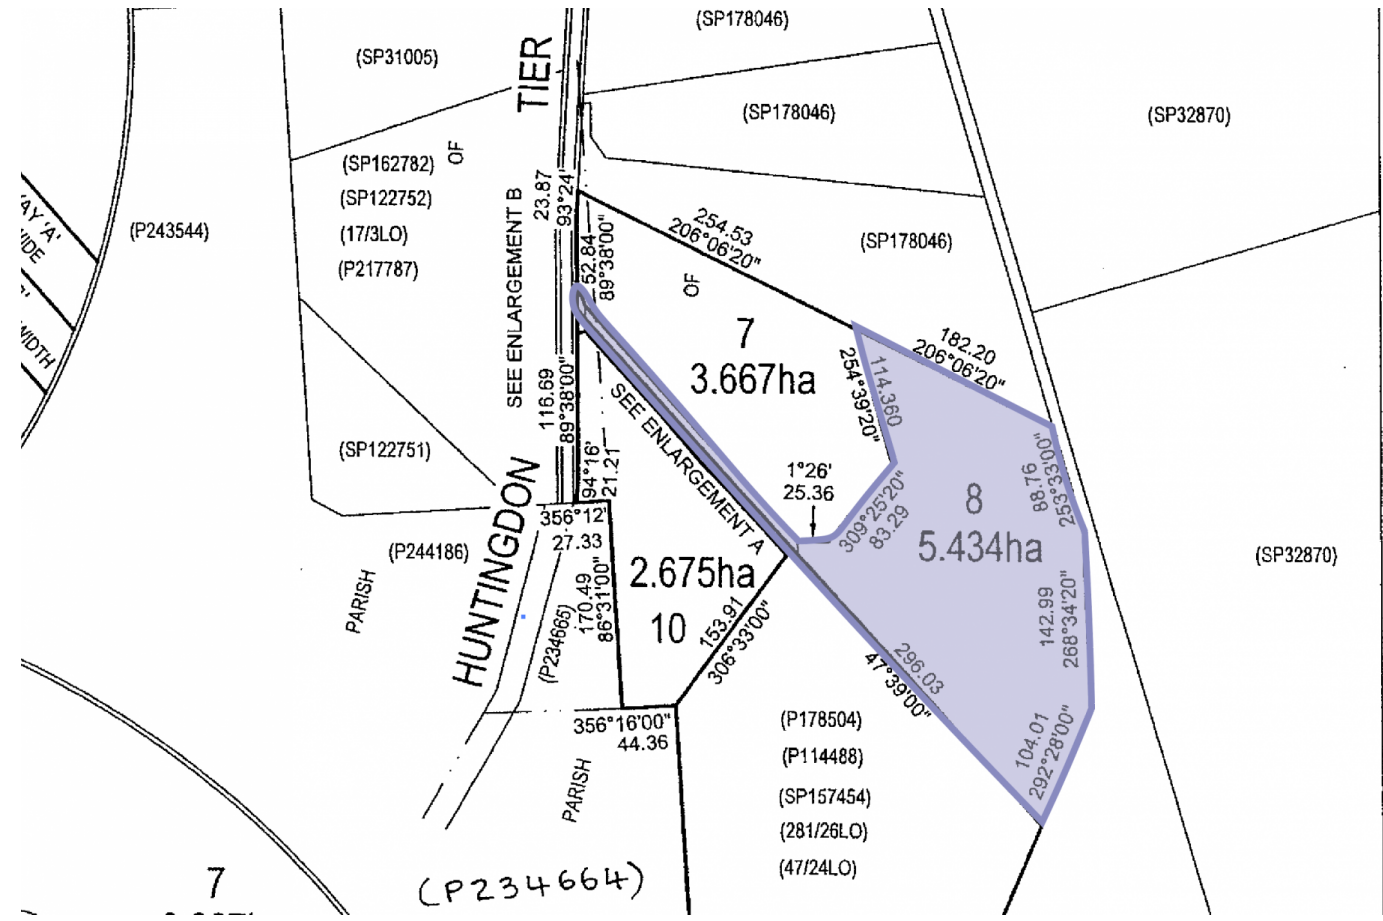 (SP178046)
(SP31005)
TIER
(SP178046)
(SP32870)
(SP162782)
OF
(SP122752)
(17/3LO)
(P217787)
(P243544)
AY 'A'
IDE
WIDTH
SEE ENLARGEMENT B
23.87
93°24'
52.84
89°38'00"
254.53
206°06'20"
(SP178046)
OF
7
3.667ha
182.20
206°06'20"
114.360
254°39'20"
116.69
89°38'00"
SEE ENLARGEMENT A
(SP122751)
94°16'
21.21
1°26'
25.36
309°25'20"
83.29
88.76
253°33'00"
8
5.434ha
(SP32870)
HUNTINGDON
356°12'
27.33
(P244186)
PARISH
170.49
86°31'00"
2.675ha
10
153.91
306°33'00"
(P234665)
142.99
268°34'20"
296.03
47°39'00"
104.01
292°28'00"
356°16'00"
44.36
PARISH
(P178504)
(P114488)
(SP157454)
(281/26LO)
(47/24LO)
7
(P234664)